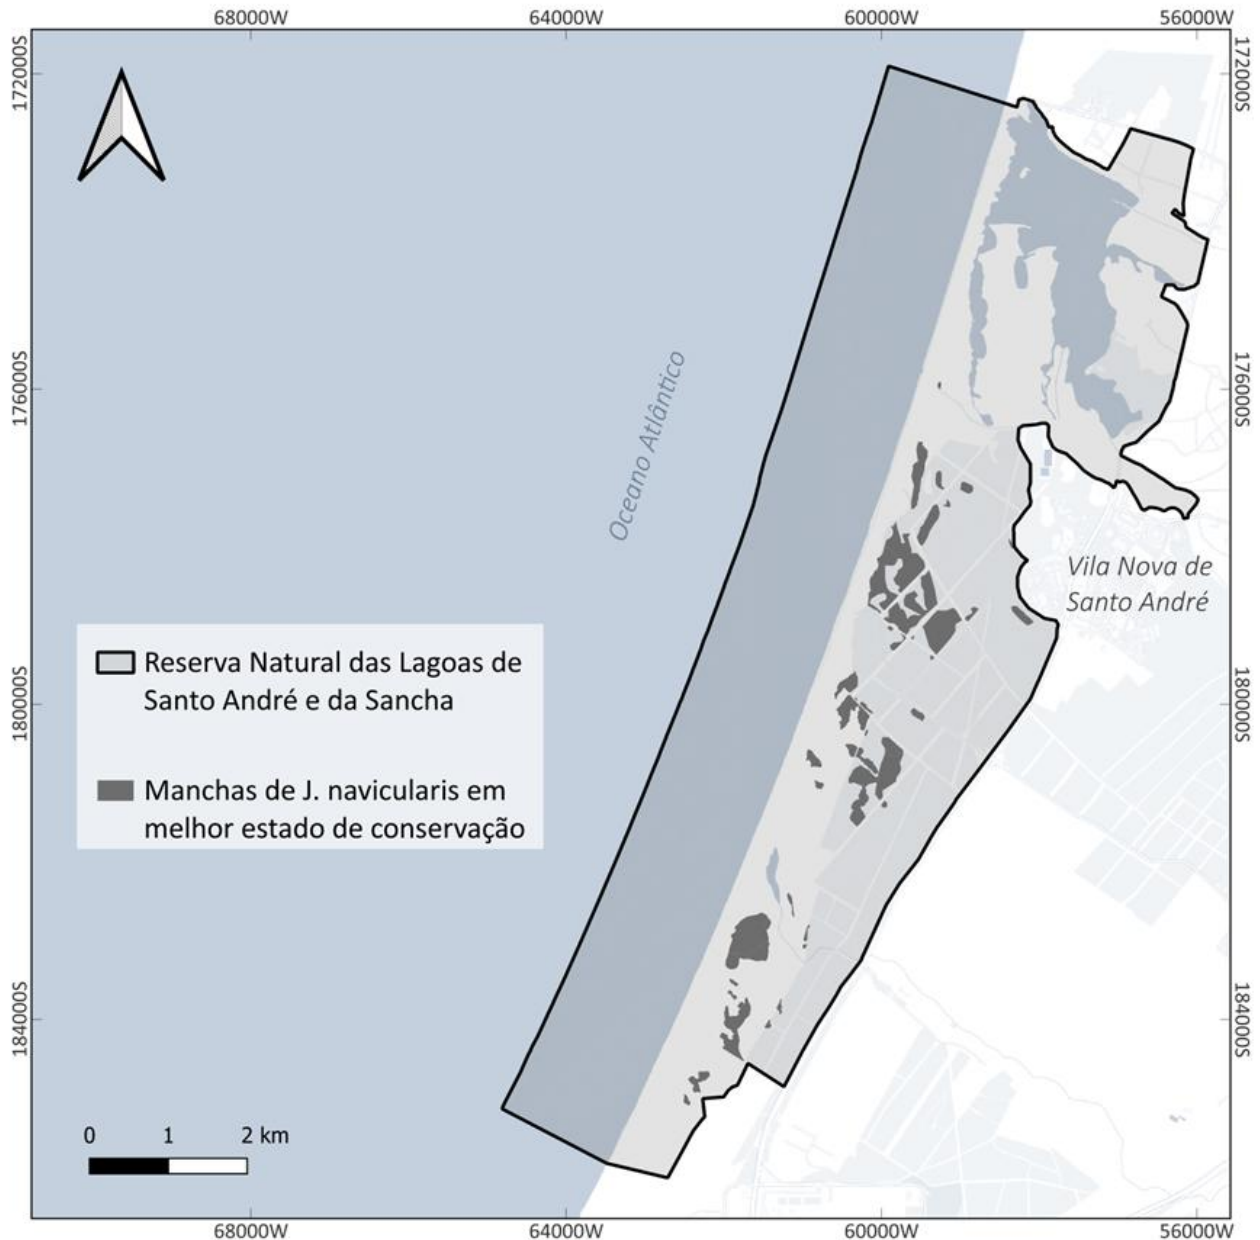 68000W
64000W
60000W
56000W
172000S
172000S
176000S
176000S
Oceano Atlântico
Vila Nova de
Santo André
Reserva Natural das Lagoas de
Santo André e da Sancha
180000S
180000S
Manchas de J. navicularis em
melhor estado de conservação
184000S
184000S
0 1 2 km
68000W
64000W
60000W
56000W